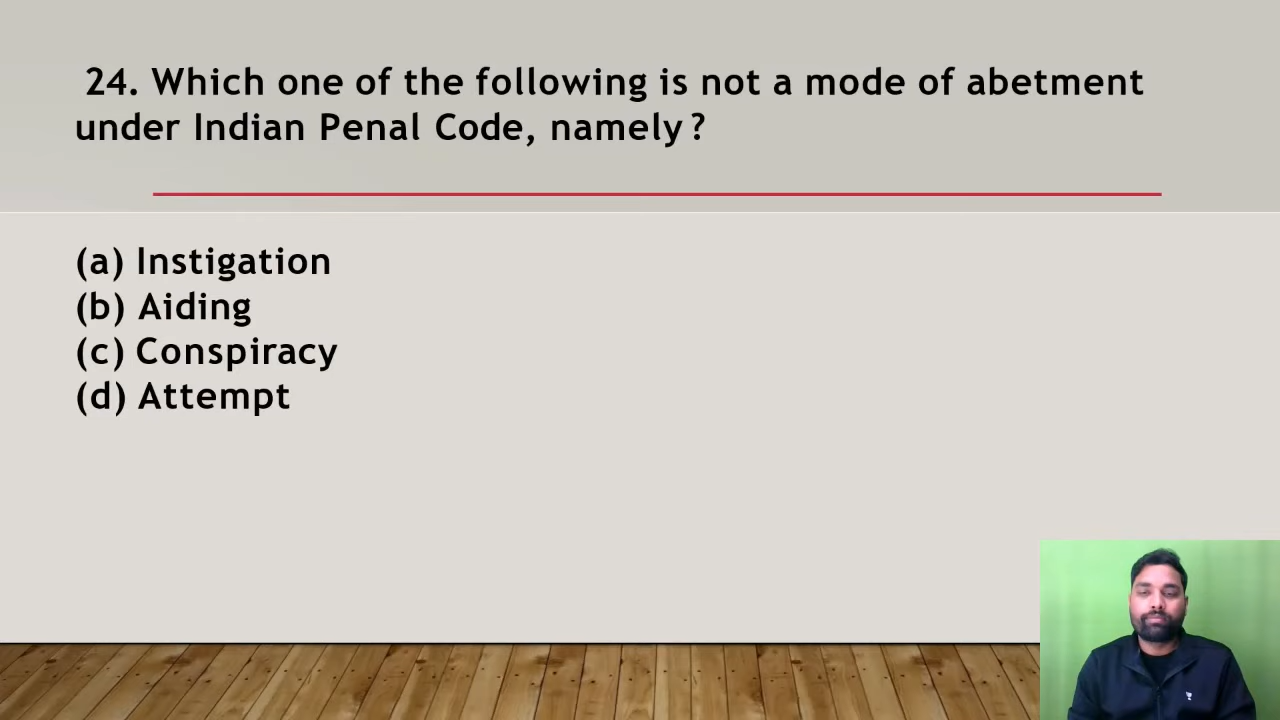 24. Which one of the following is not a mode of abetment
under Indian Penal Code, namely?
(a) Instigation
(b) Aiding
(c) Conspiracy
(d) Attempt